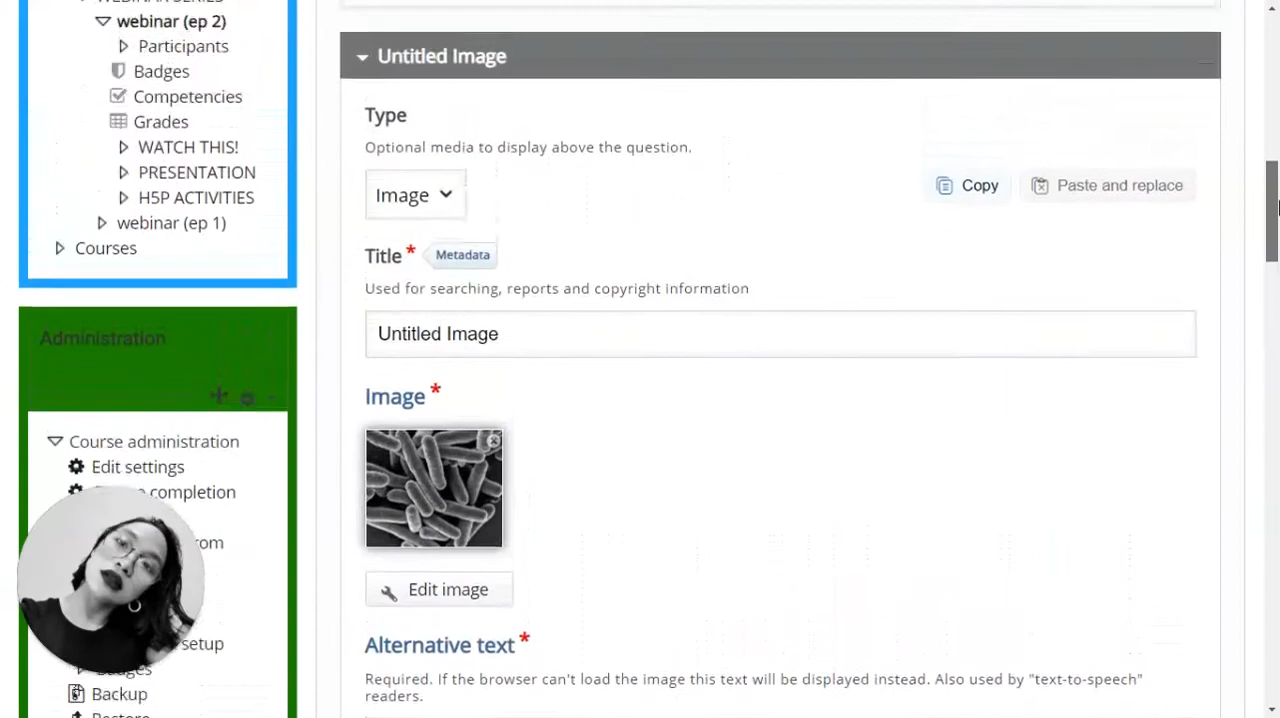 webinar (ep 2)
Participants
Badges
Competencies
Grades
WATCH THIS!
PRESENTATION
H5P ACTIVITIES
webinar (ep 1)
Courses
Administration
Course administration
Edit settings
completion
setup
Badges
Backup
Untitled Image
Type
Optional media to display above the question.
Image
Copy
Paste and replace
Title * Metadata
Used for searching, reports and copyright information
Untitled Image
Image *
Edit image
Alternative text *
Required. If the browser can't load the image this text will be displayed instead. Also used by "text-to-speech"
readers.